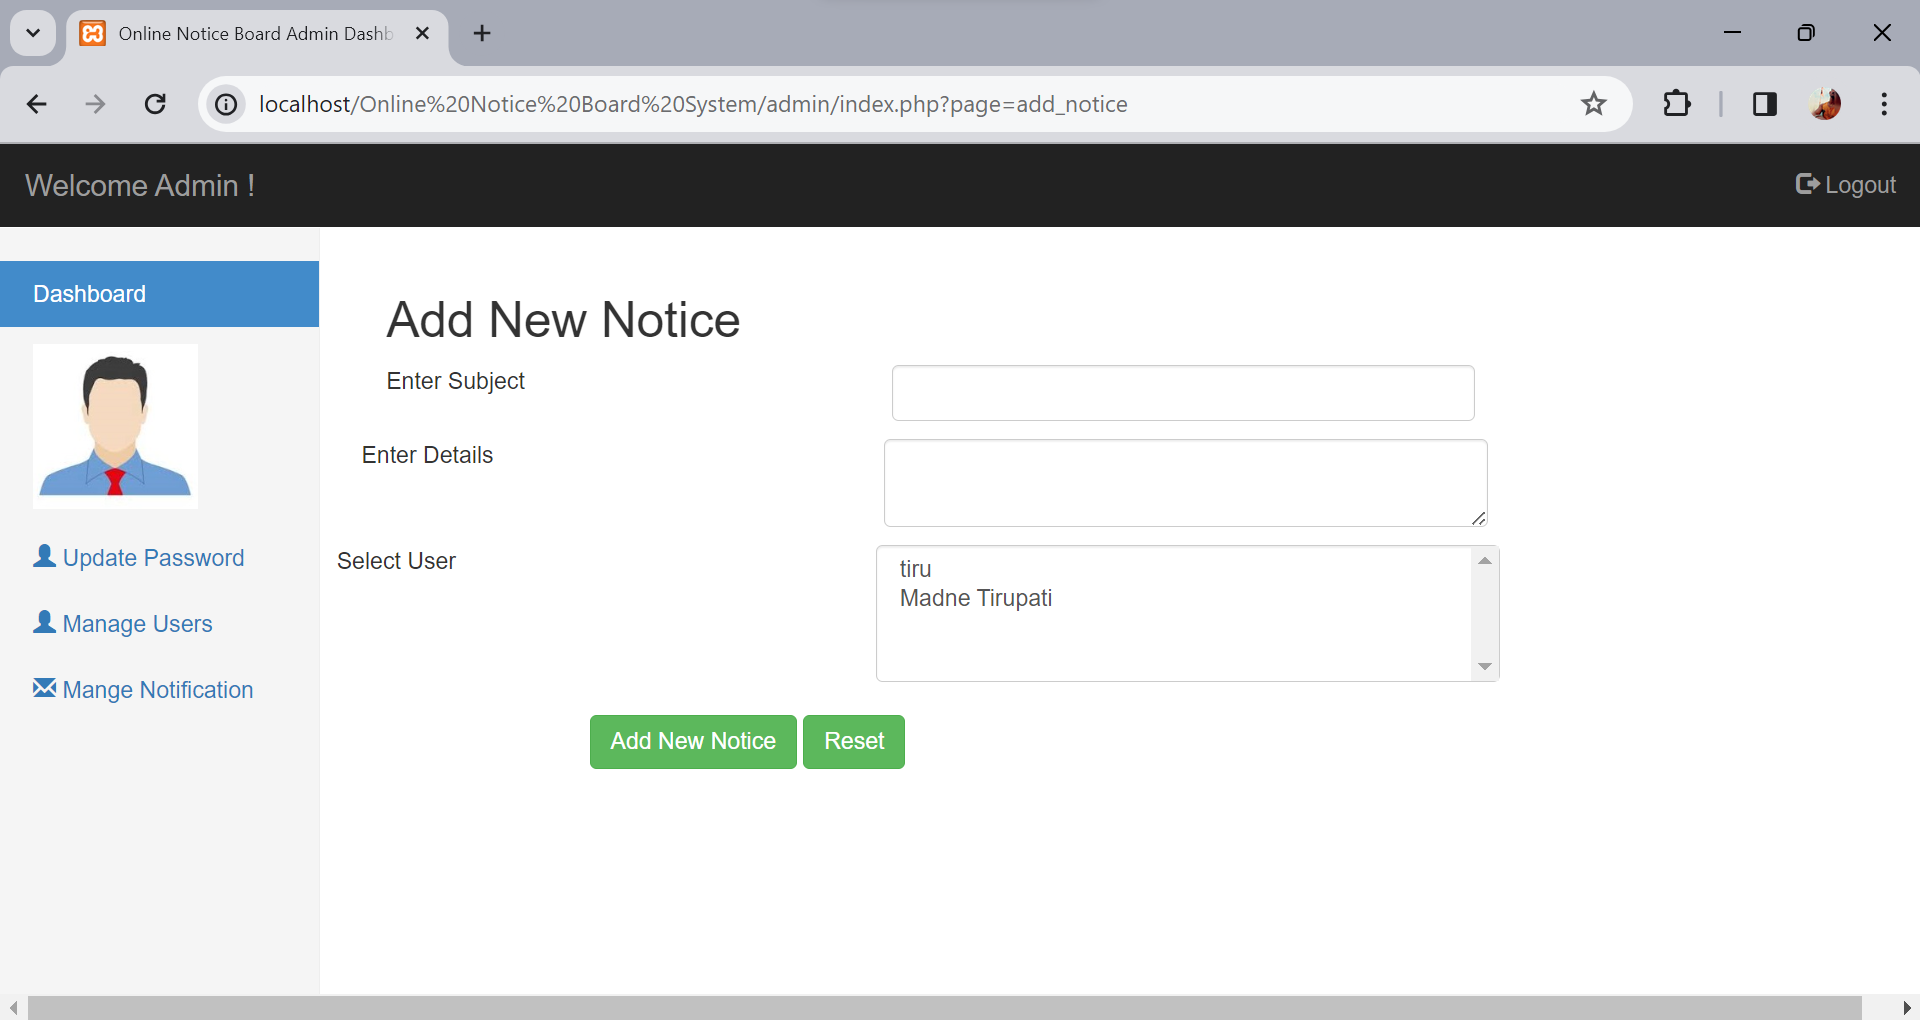 Online Notice Board Admin Dashb
localhost/Online%20Notice%20Board%20System/admin/index.php?page=add_notice
Welcome Admin !
Logout
Dashboard
Add New Notice
Enter Subject
Enter Details
Select User
tiru
Madne Tirupati
Update Password
Manage Users
Mange Notification
Add New Notice
Reset